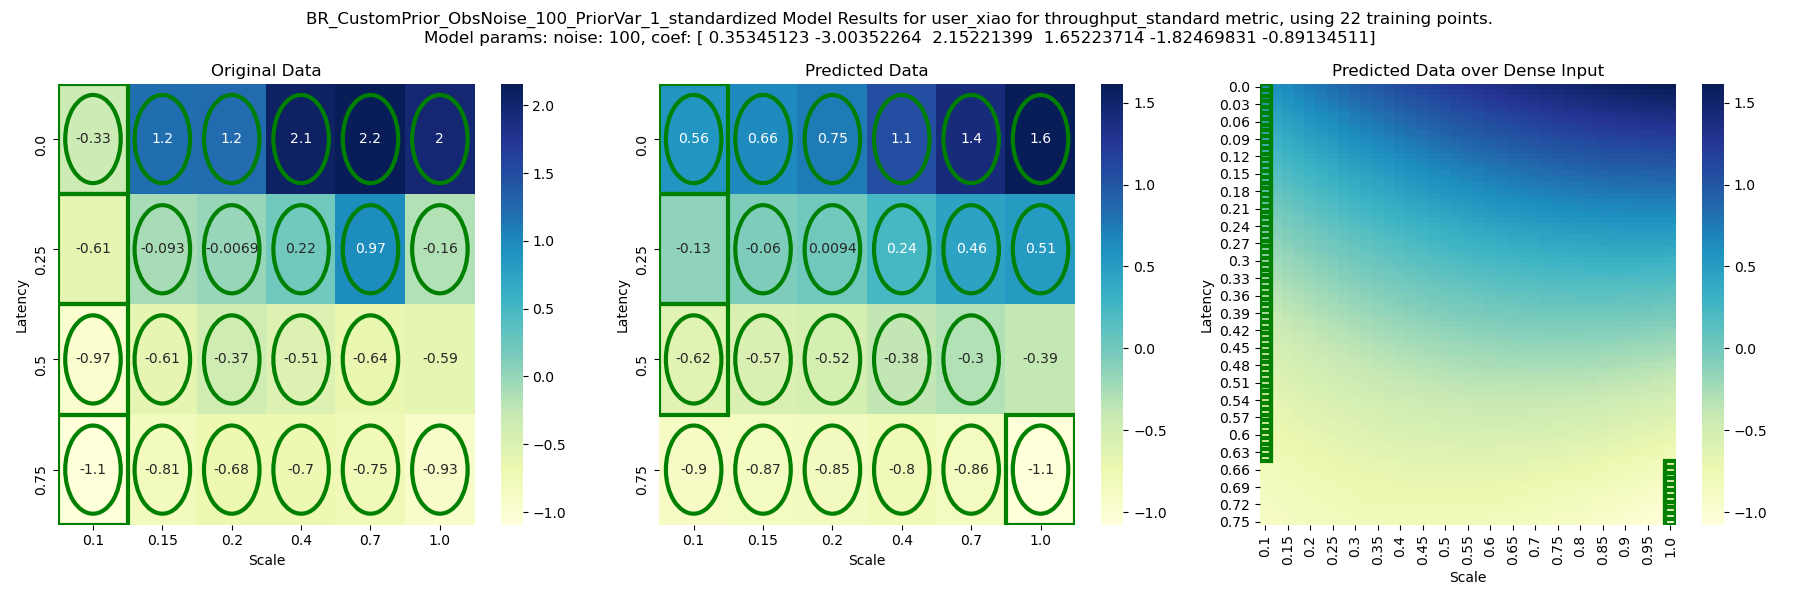 BR_CustomPrior_ObsNoise_100_PriorVar_1_standardized Model Results for user_xiao for throughput_standard metric, using 22 training points.
Model params: noise: 100, coef: [ 0.35345123 -3.00352264  2.15221399  1.65223714 -1.82469831 -0.89134511]
Original Data
Latency
0.0
-0.33 1.2 1.2 2.1 2.2 2
0.25
-0.61 -0.093 -0.0069 0.22 0.97 -0.16
0.5
-0.97 -0.61 -0.37 -0.51 -0.64 -0.59
0.75
-1.1 -0.81 -0.68 -0.7 -0.75 -0.93
0.1 0.15 0.2 0.4 0.7 1.0
Scale
2.0
1.5
1.0
0.5
0.0
−0.5
−1.0
Predicted Data
Latency
0.0
0.56 0.66 0.75 1.1 1.4 1.6
0.25
-0.13 -0.06 0.0094 0.24 0.46 0.51
0.5
-0.62 -0.57 -0.52 -0.38 -0.3 -0.39
0.75
-0.9 -0.87 -0.85 -0.8 -0.86 -1.1
0.1 0.15 0.2 0.4 0.7 1.0
Scale
1.5
1.0
0.5
0.0
−0.5
−1.0
Predicted Data over Dense Input
Latency
0.0
0.03
0.06
0.09
0.12
0.15
0.18
0.21
0.24
0.27
0.3
0.33
0.36
0.39
0.42
0.45
0.48
0.51
0.54
0.57
0.6
0.63
0.66
0.69
0.72
0.75
0.1 0.15 0.2 0.25 0.3 0.35 0.4 0.45 0.5 0.55 0.6 0.65 0.7 0.75 0.8 0.85 0.9 0.95 1.0
Scale
1.5
1.0
0.5
0.0
−0.5
−1.0